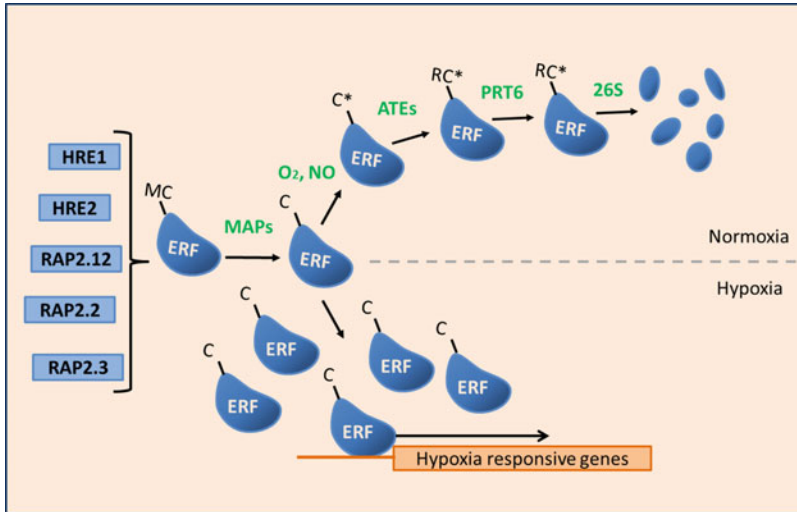 HRE1
HRE2
RAP2.12
RAP2.2
RAP2.3
MC
ERF
MAPs
C
ERF
O₂, NO
C*
ERF
ATEs
RC*
ERF
PRT6
RC*
ERF
26S
Normoxia
Hypoxia
C
ERF
C
ERF
C
ERF
C
ERF
C
ERF
Hypoxia responsive genes